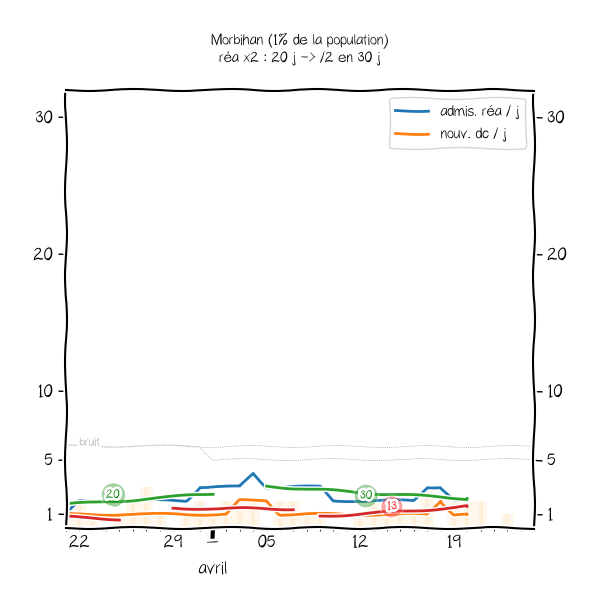 Morbihan (1% de la population)
réa x2 : 20 j -> /2 en 30 j
admis. réa / j
nouv. dc / j
30 30
20 20
10 10
bruit
5 5
20 30 13
1 1
22 29 1 05 12 19
avril